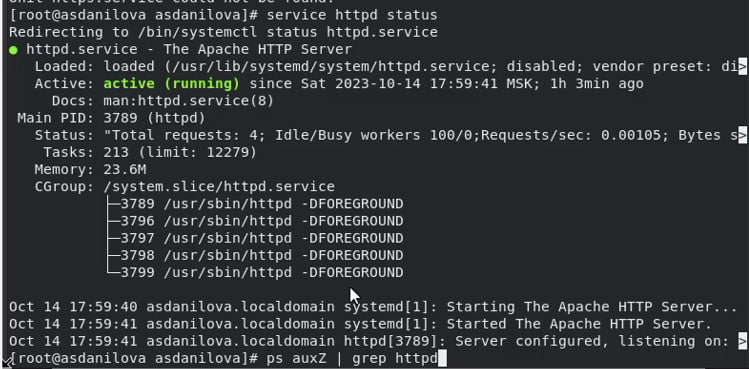 [root@asdanilova asdanilova]# service httpd status
Redirecting to /bin/systemctl status httpd.service
● httpd.service - The Apache HTTP Server
Loaded: loaded (/usr/lib/systemd/system/httpd.service; disabled; vendor preset: di>
Active: active (running) since Sat 2023-10-14 17:59:41 MSK; 1h 3min ago
Docs: man:httpd.service(8)
Main PID: 3789 (httpd)
Status: "Total requests: 4; Idle/Busy workers 100/0;Requests/sec: 0.00105; Bytes s>
Tasks: 213 (limit: 12279)
Memory: 23.6M
CGroup: /system.slice/httpd.service
├─3789 /usr/sbin/httpd -DFOREGROUND
├─3796 /usr/sbin/httpd -DFOREGROUND
├─3797 /usr/sbin/httpd -DFOREGROUND
├─3798 /usr/sbin/httpd -DFOREGROUND
└─3799 /usr/sbin/httpd -DFOREGROUND
Oct 14 17:59:40 asdanilova.localdomain systemd[1]: Starting The Apache HTTP Server...
Oct 14 17:59:41 asdanilova.localdomain systemd[1]: Started The Apache HTTP Server.
Oct 14 17:59:41 asdanilova.localdomain httpd[3789]: Server configured, listening on: >
[root@asdanilova asdanilova]# ps auxZ | grep httpd